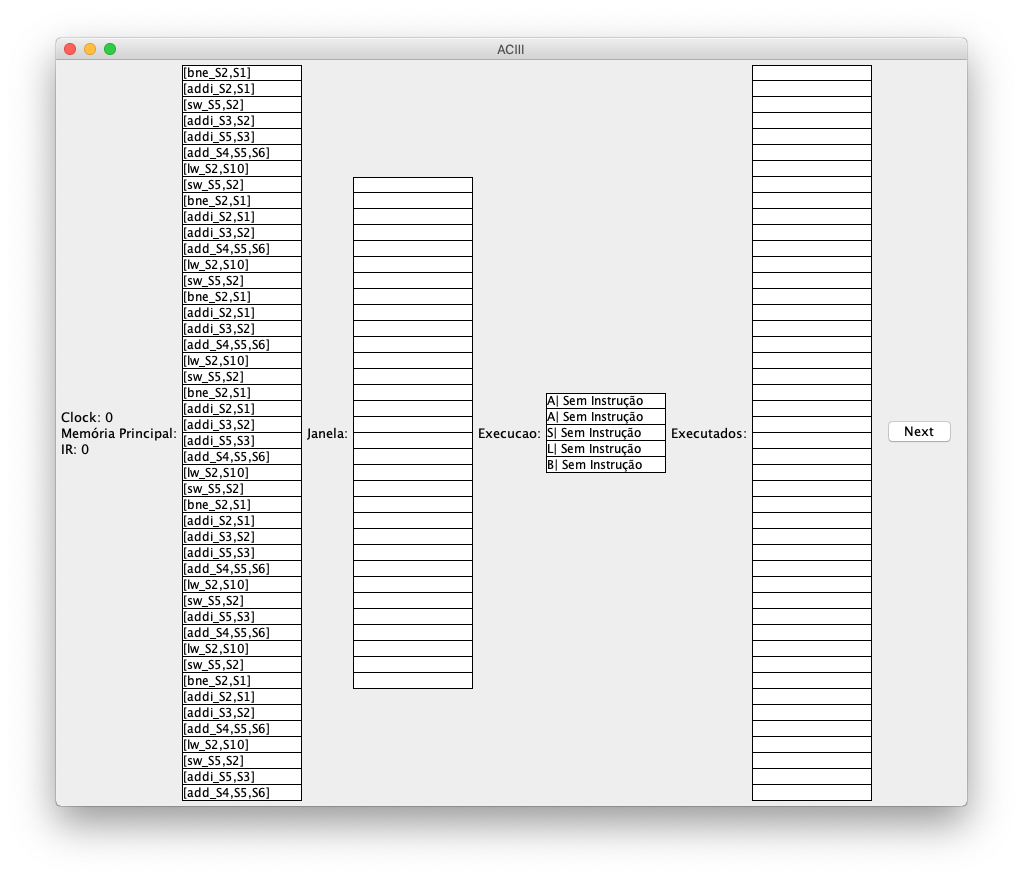 ACIII
Clock: 0
Memória Principal:
IR: 0
[bne_S2,S1]
[addi_S2,S1]
[sw_S5,S2]
[addi_S3,S2]
[addi_S5,S3]
[add_S4,S5,S6]
[lw_S2,S10]
[sw_S5,S2]
[bne_S2,S1]
[addi_S2,S1]
[addi_S3,S2]
[add_S4,S5,S6]
[lw_S2,S10]
[sw_S5,S2]
[bne_S2,S1]
[addi_S2,S1]
[addi_S3,S2]
[add_S4,S5,S6]
[lw_S2,S10]
[sw_S5,S2]
[bne_S2,S1]
[addi_S2,S1]
[addi_S3,S2]
[addi_S5,S3]
[add_S4,S5,S6]
[lw_S2,S10]
[sw_S5,S2]
[bne_S2,S1]
[addi_S2,S1]
[addi_S3,S2]
[addi_S5,S3]
[add_S4,S5,S6]
[lw_S2,S10]
[sw_S5,S2]
[addi_S5,S3]
[add_S4,S5,S6]
[lw_S2,S10]
[sw_S5,S2]
[bne_S2,S1]
[addi_S2,S1]
[addi_S3,S2]
[add_S4,S5,S6]
[lw_S2,S10]
[sw_S5,S2]
[addi_S5,S3]
[add_S4,S5,S6]
Janela:
Execucao:
A| Sem Instrução
A| Sem Instrução
S| Sem Instrução
L| Sem Instrução
B| Sem Instrução
Executados:
Next